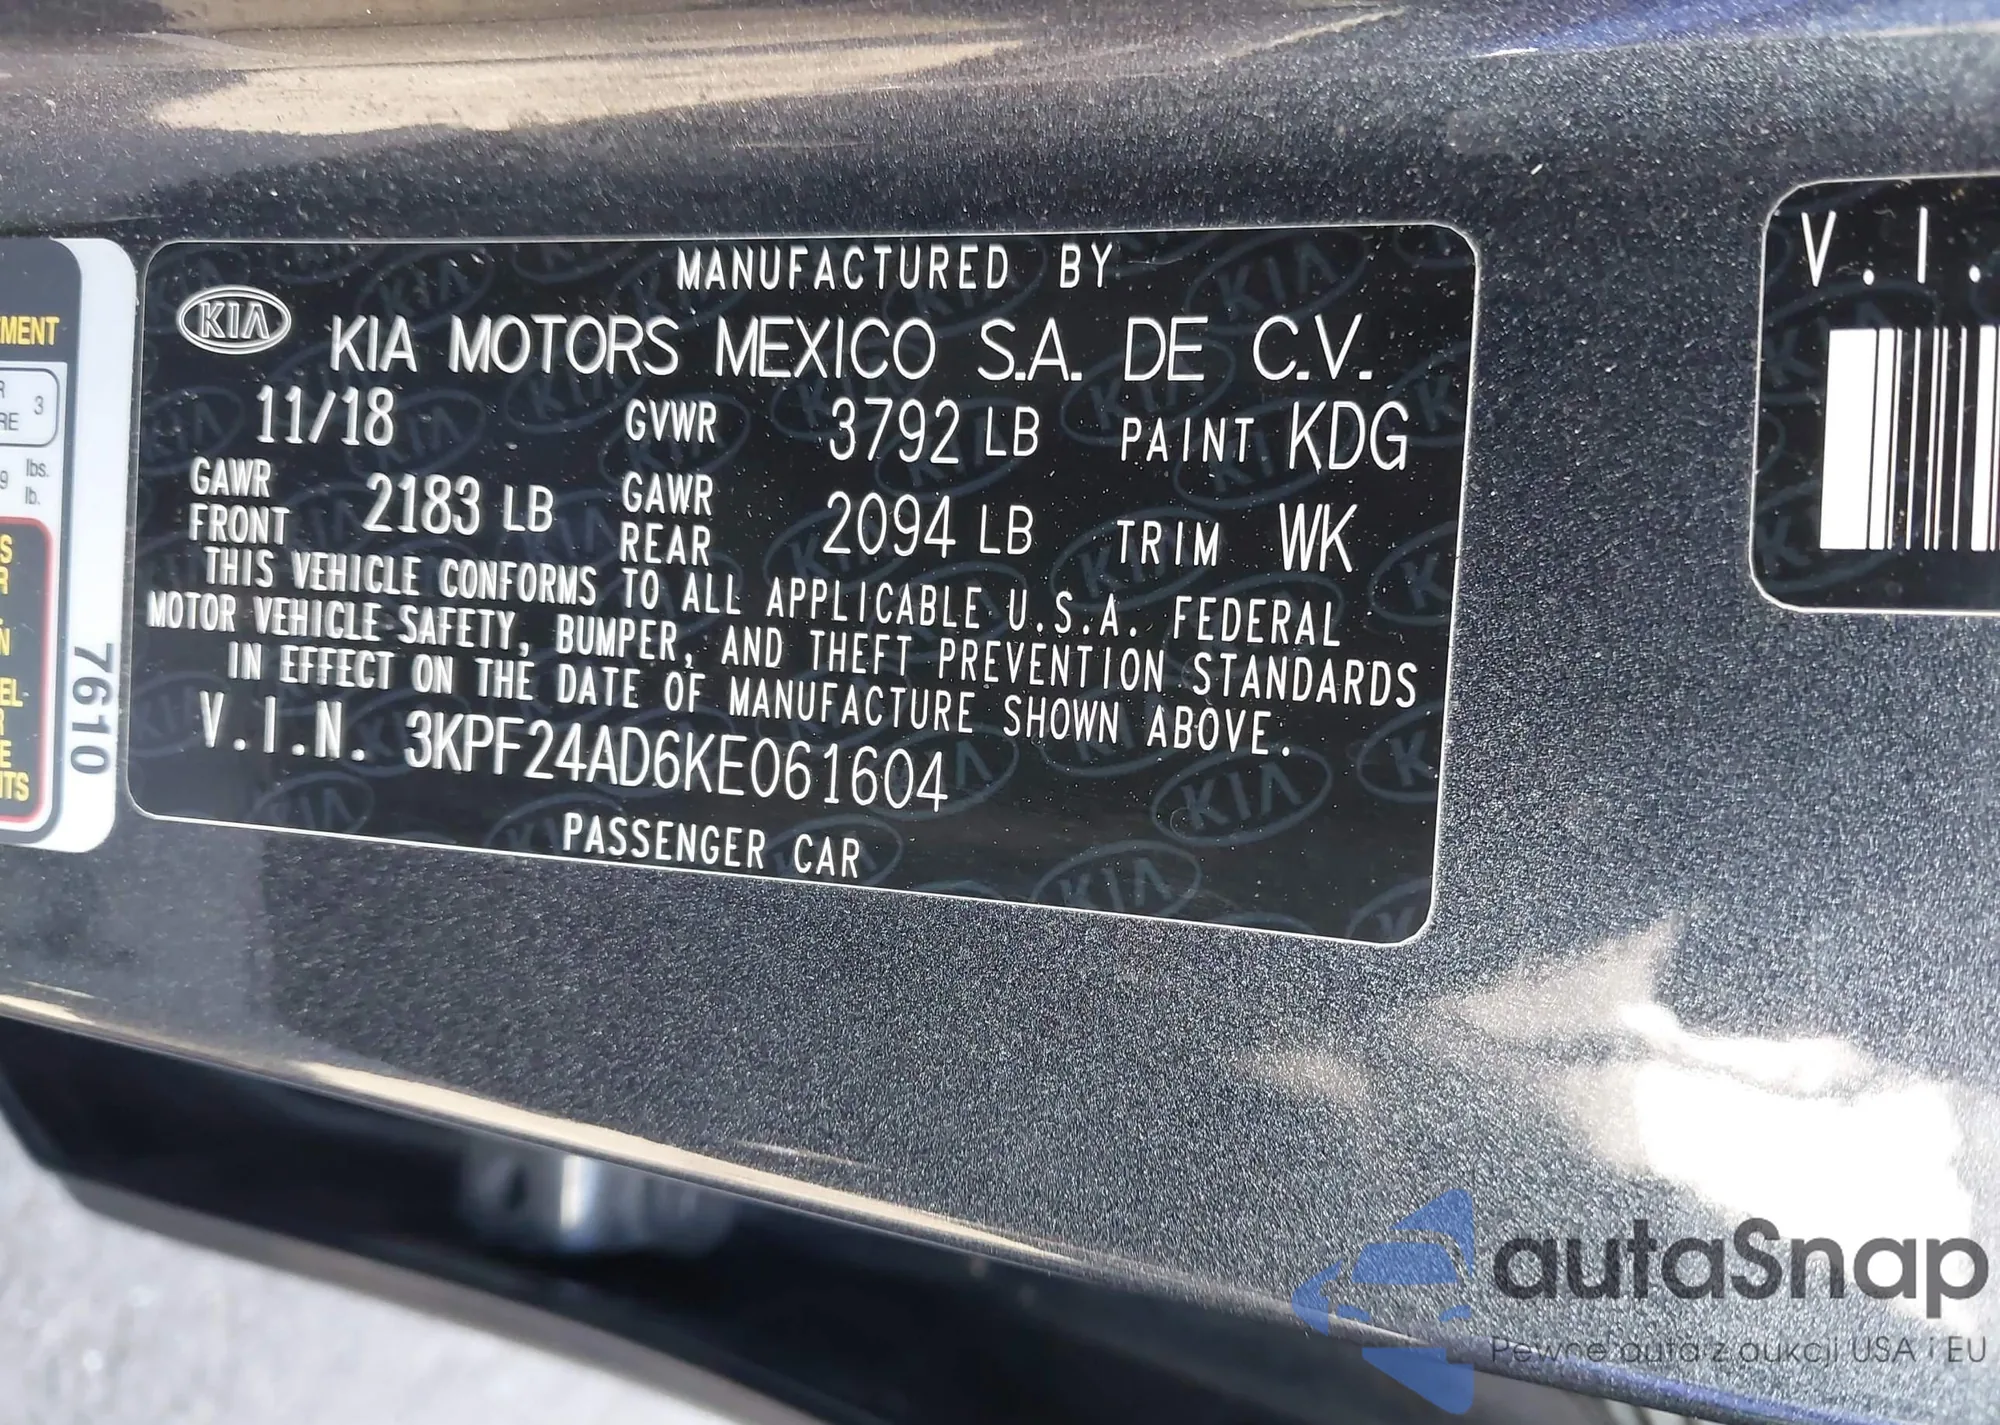 MANUFACTURED BY
KIA KIA MOTORS MEXICO S.A. DE C.V.
11/18 GVWR 3792 LB PAINT KDG
GAWR FRONT 2183 LB GAWR REAR 2094 LB TRIM WK
THIS VEHICLE CONFORMS TO ALL APPLICABLE U.S.A. FEDERAL
MOTOR VEHICLE SAFETY, BUMPER, AND THEFT PREVENTION STANDARDS
IN EFFECT ON THE DATE OF MANUFACTURE SHOWN ABOVE.
V.I.N. 3KPF24AD6KE061604
PASSENGER CAR
7610
3
lbs.
lb.
V.I.
autaSnap
Pewne auta z aukcji USA i EU